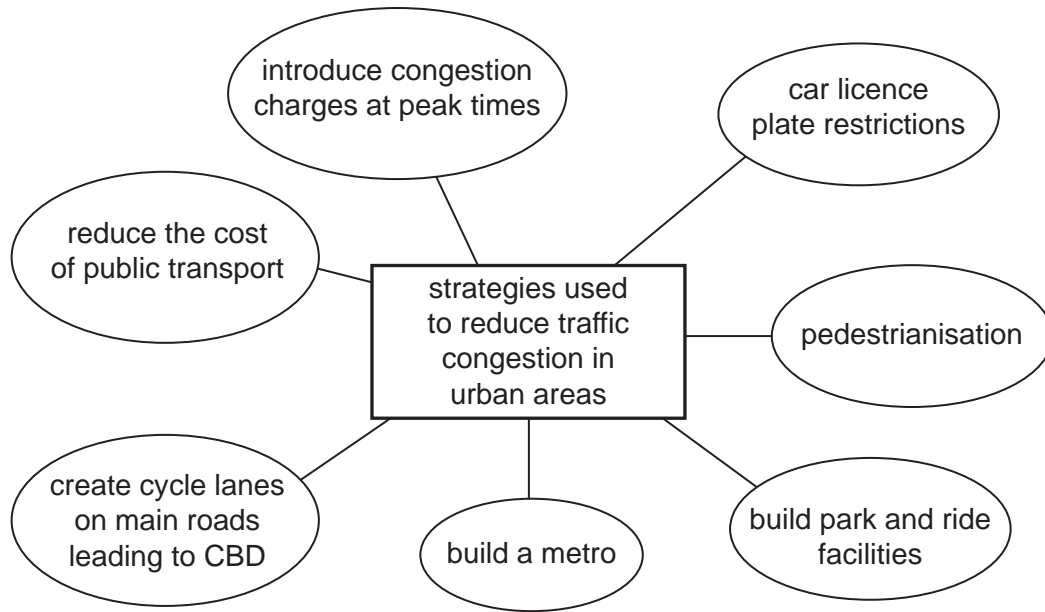 introduce congestion
charges at peak times
car licence
plate restrictions
reduce the cost
of public transport
strategies used
to reduce traffic
congestion in
urban areas
pedestrianisation
create cycle lanes
on main roads
leading to CBD
build a metro
build park and ride
facilities